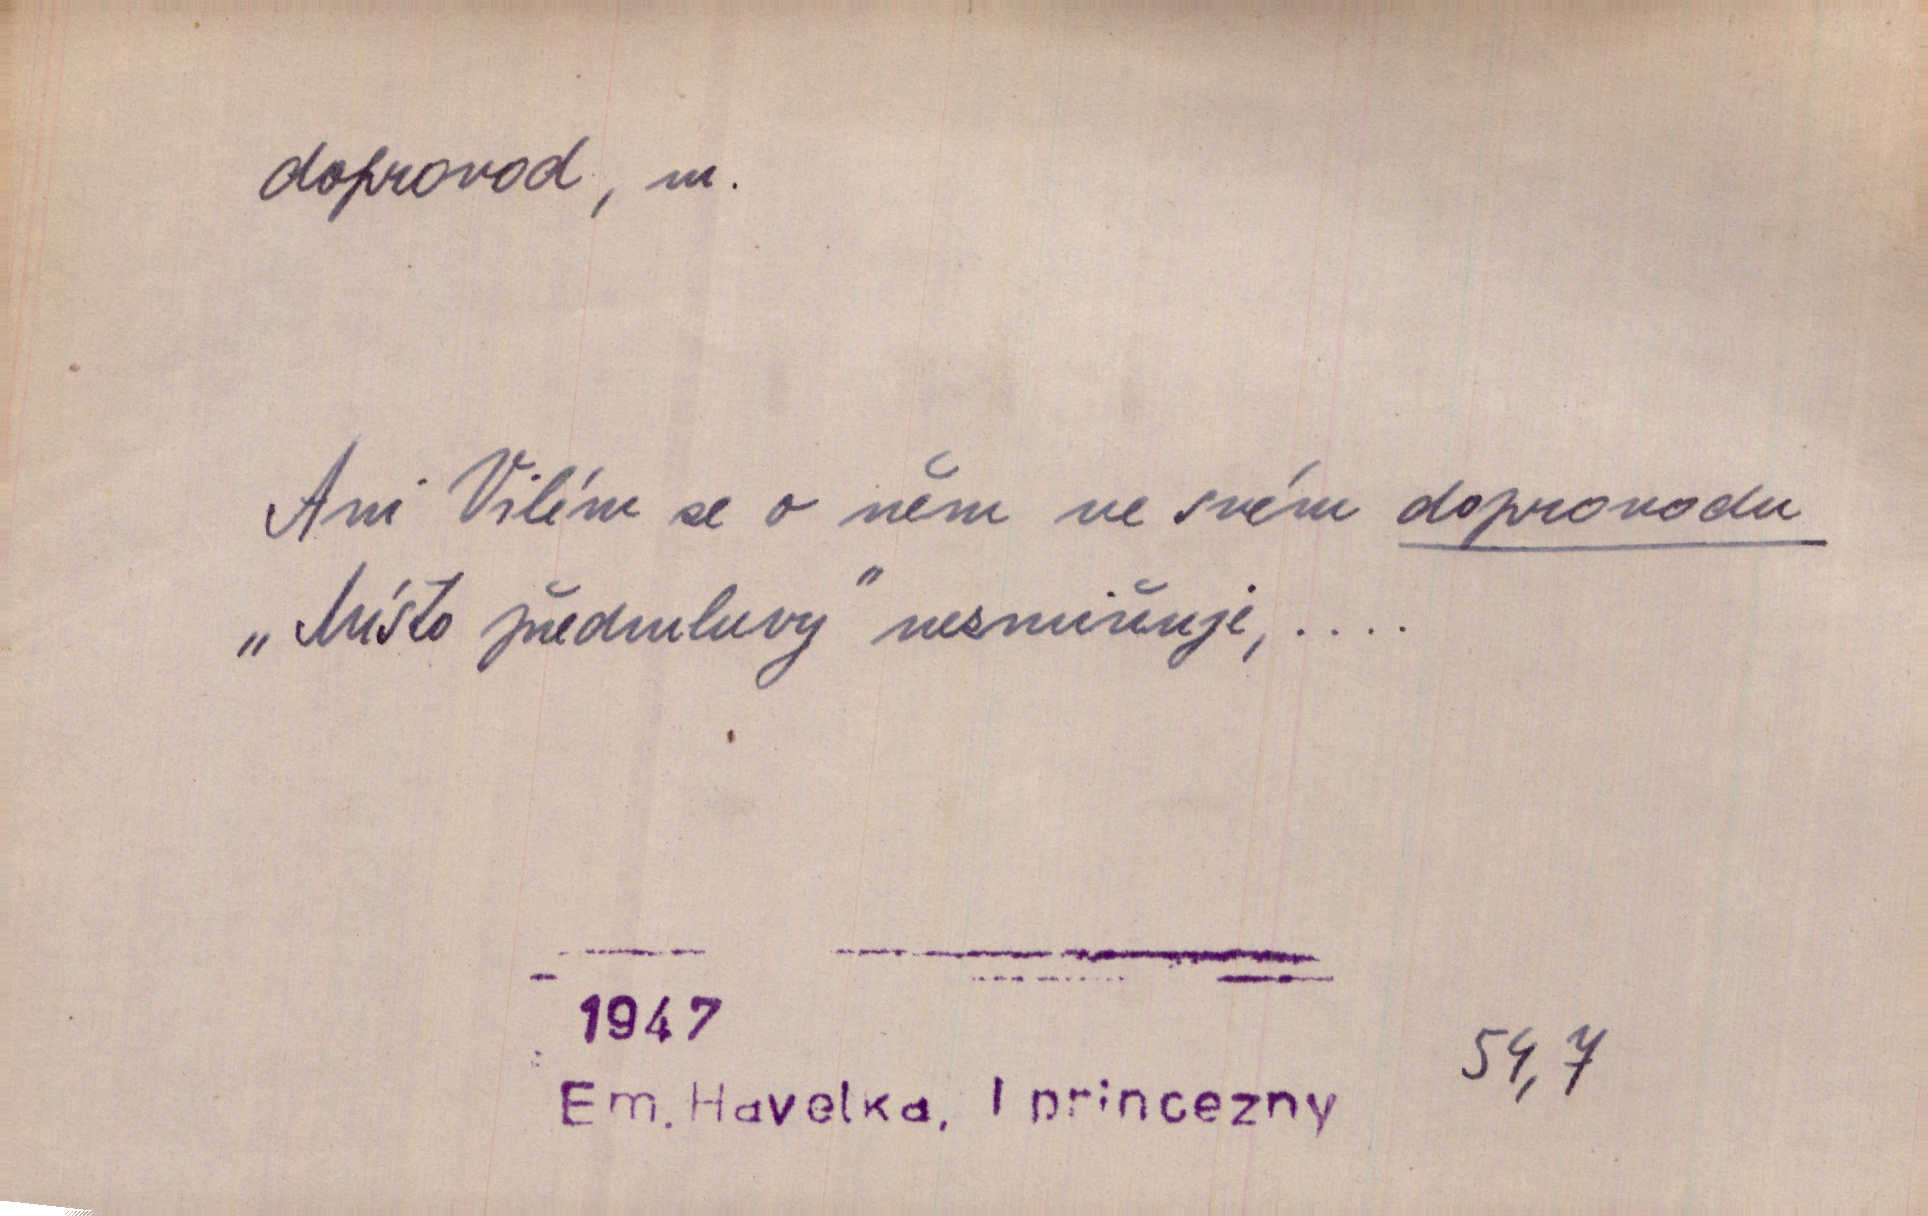 doprovod, m.
Ani Vilém se o něm ve svém doprovodu
„Místo předmluvy" nezmiňuje, ....
1947
Em. Havelka, I princezny
54,7